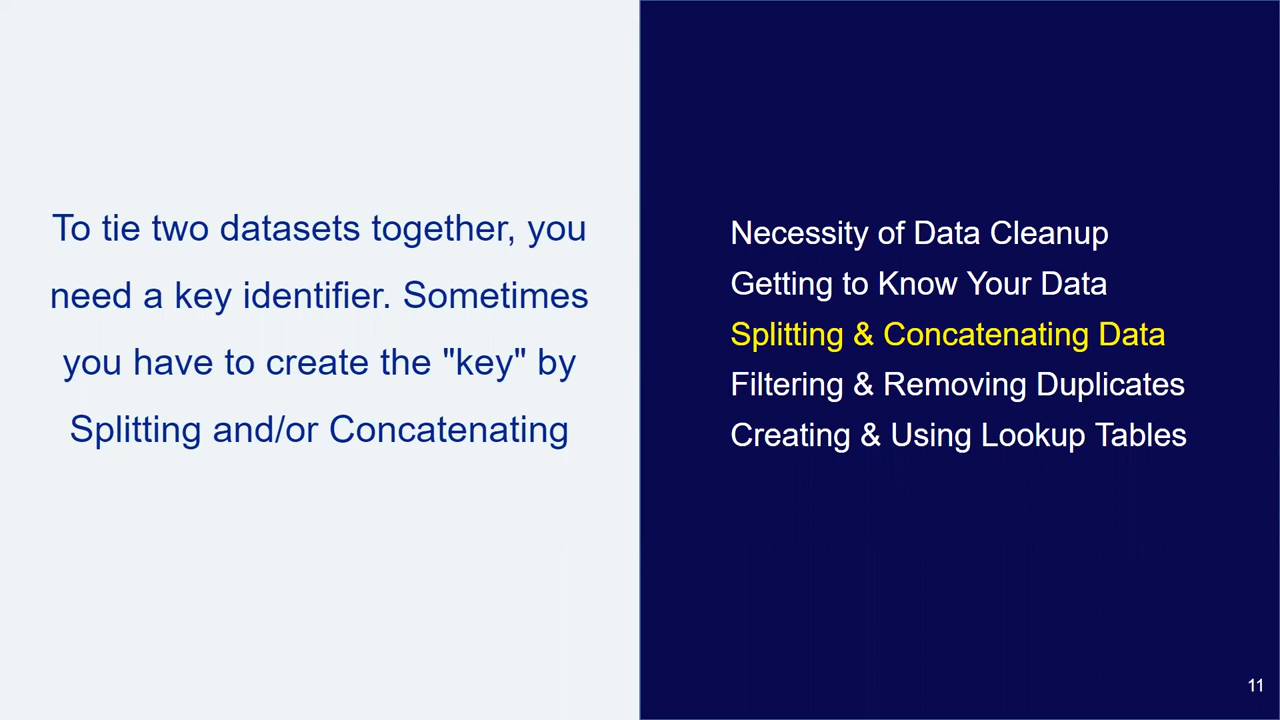 To tie two datasets together, you
need a key identifier. Sometimes
you have to create the "key" by
Splitting and/or Concatenating
Necessity of Data Cleanup
Getting to Know Your Data
Splitting & Concatenating Data
Filtering & Removing Duplicates
Creating & Using Lookup Tables
11